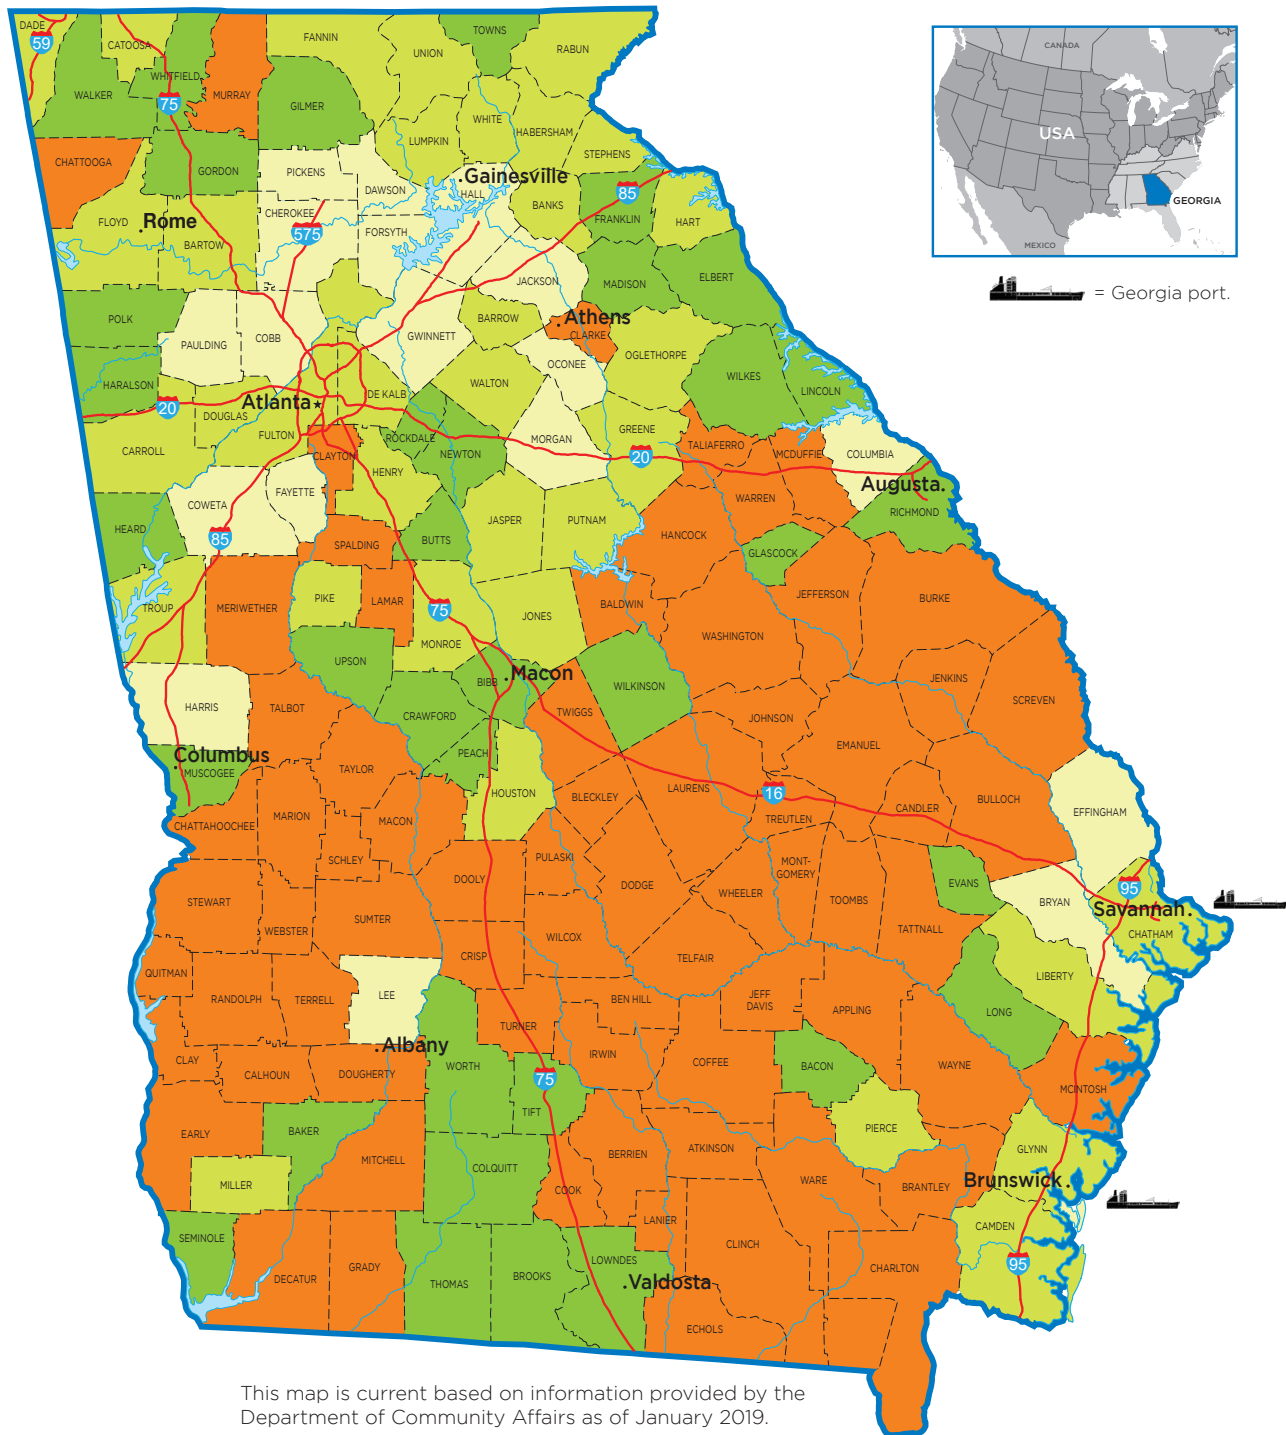 DADE
59
CATOOSA
WALKER
WHITFIELD
75
MURRAY
FANNIN
GILMER
UNION
TOWNS
RABUN
WHITE
LUMPKIN
HABERSHAM
STEPHENS
CHATTOOGA
GORDON
PICKENS
DAWSON
Gainesville
HALL
BANKS
85
FRANKLIN
HART
FLOYD
Rome
BARTOW
CHEROKEE
575
FORSYTH
JACKSON
MADISON
ELBERT
POLK
PAULDING
COBB
GWINNETT
BARROW
Athens
CLARKE
OCONEE
OGLETHORPE
HARALSON
20
DOUGLAS
Atlanta
DE KALB
WALTON
WILKES
LINCOLN
CARROLL
FULTON
CLAYTON
ROCKDALE
NEWTON
HENRY
MORGAN
GREENE
20
TALIAFERRO
MCDUFFIE
COLUMBIA
Augusta
RICHMOND
COWETA
FAYETTE
HEARD
85
SPALDING
BUTTS
JASPER
PUTNAM
HANCOCK
WARREN
GLASCOCK
TROUP
MERIWETHER
PIKE
LAMAR
75
MONROE
JONES
BALDWIN
WASHINGTON
JEFFERSON
BURKE
HARRIS
TALBOT
UPSON
CRAWFORD
BIBB
Macon
TWIGGS
WILKINSON
JOHNSON
JENKINS
SCREVEN
Columbus
MUSCOGEE
TAYLOR
PEACH
HOUSTON
BLECKLEY
LAURENS
16
TREUTLEN
EMANUEL
CANDLER
BULLOCH
EFFINGHAM
CHATTAHOOCHEE
MARION
MACON
SCHLEY
DOOLY
PULASKI
DODGE
WHEELER
MONT-
GOMERY
TOOMBS
TATTNALL
EVANS
BRYAN
95
Savannah
CHATHAM
STEWART
WEBSTER
SUMTER
CRISP
WILCOX
TELFAIR
LIBERTY
QUITMAN
RANDOLPH
TERRELL
LEE
TURNER
BEN HILL
JEFF
DAVIS
APPLING
LONG
CLAY
CALHOUN
Albany
DOUGHERTY
WORTH
75
TIFT
IRWIN
COFFEE
BACON
WAYNE
MCINTOSH
EARLY
BAKER
MITCHELL
COLQUITT
COOK
BERRIEN
ATKINSON
WARE
PIERCE
BRANTLEY
GLYNN
Brunswick
MILLER
SEMINOLE
DECATUR
GRADY
THOMAS
BROOKS
LOWNDES
Valdosta
LANIER
CLINCH
ECHOLS
CHARLTON
CAMDEN
95
CANADA
USA
GEORGIA
MEXICO
= Georgia port.
This map is current based on information provided by the
Department of Community Affairs as of January 2019.